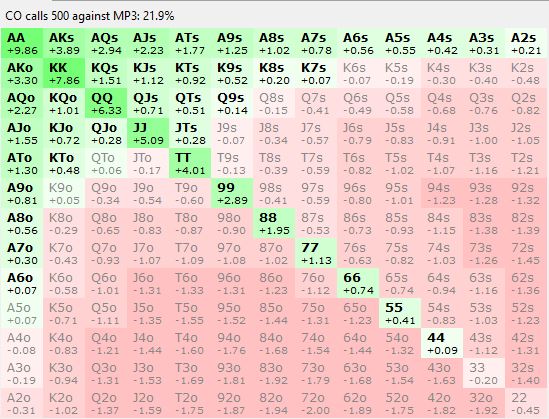 CO calls 500 against MP3: 21.9%
AA AKs AQs AJs ATs A9s A8s A7s A6s A5s A4s A3s A2s
+9.86 +3.89 +2.94 +2.23 +1.77 +1.25 +1.02 +0.78 +0.56 +0.55 +0.42 +0.31 +0.21
AKo KK KQs KJs KTs K9s K8s K7s K6s K5s K4s K3s K2s
+3.30 +7.86 +1.51 +1.12 +0.92 +0.52 +0.20 +0.07 -0.07 -0.19 -0.30 -0.40 -0.48
AQo KQo QQ QJs QTs Q9s Q8s Q7s Q6s Q5s Q4s Q3s Q2s
+2.27 +1.01 +6.33 +0.71 +0.51 +0.14 -0.15 -0.41 -0.49 -0.58 -0.68 -0.76 -0.82
AJo KJo QJo JJ JTs J9s J8s J7s J6s J5s J4s J3s J2s
+1.55 +0.72 +0.28 +5.09 +0.28 -0.07 -0.34 -0.57 -0.79 -0.83 -0.91 -1.00 -1.05
ATo KTo QTo JTo TT T9s T8s T7s T6s T5s T4s T3s T2s
+1.30 +0.48 +0.06 -0.17 +4.01 -0.13 -0.39 -0.59 -0.82 -1.02 -1.07 -1.16 -1.21
A9o K9o Q9o J9o T9o 99 98s 97s 96s 95s 94s 93s 92s
+0.81 +0.05 -0.34 -0.54 -0.60 +2.89 -0.41 -0.59 -0.80 -1.01 -1.23 -1.28 -1.32
A8o K8o Q8o J8o T8o 98o 88 87s 86s 85s 84s 83s 82s
+0.56 -0.29 -0.65 -0.83 -0.87 -0.90 +1.95 -0.53 -0.73 -0.93 -1.15 -1.38 -1.39
A7o K7o Q7o J7o T7o 97o 87o 77 76s 75s 74s 73s 72s
+0.30 -0.43 -0.93 -1.07 -1.09 -1.08 -1.02 +1.13 -0.63 -0.82 -1.03 -1.26 -1.45
A6o K6o Q6o J6o T6o 96o 86o 76o 66 65s 64s 63s 62s
+0.07 -0.58 -1.01 -1.31 -1.33 -1.31 -1.23 -1.12 +0.74 -0.74 -0.94 -1.16 -1.36
A5o K5o Q5o J5o T5o 95o 85o 75o 65o 55 54s 53s 52s
+0.07 -0.71 -1.11 -1.35 -1.55 -1.52 -1.44 -1.31 -1.23 +0.41 -0.83 -1.03 -1.23
A4o K4o Q4o J4o T4o 94o 84o 74o 64o 54o 44 43s 42s
-0.08 -0.83 -1.21 -1.44 -1.60 -1.76 -1.68 -1.54 -1.44 -1.32 +0.09 -1.12 -1.31
A3o K3o Q3o J3o T3o 93o 83o 73o 63o 53o 43o 33 32s
-0.19 -0.94 -1.31 -1.53 -1.69 -1.81 -1.92 -1.79 -1.68 -1.54 -1.63 -0.20 -1.40
A2o K2o Q2o J2o T2o 92o 82o 72o 62o 52o 42o 32o 22
-0.31 -1.02 -1.37 -1.59 -1.75 -1.87 -1.94 -2.00 -1.89 -1.75 -1.82 -1.92 -0.45